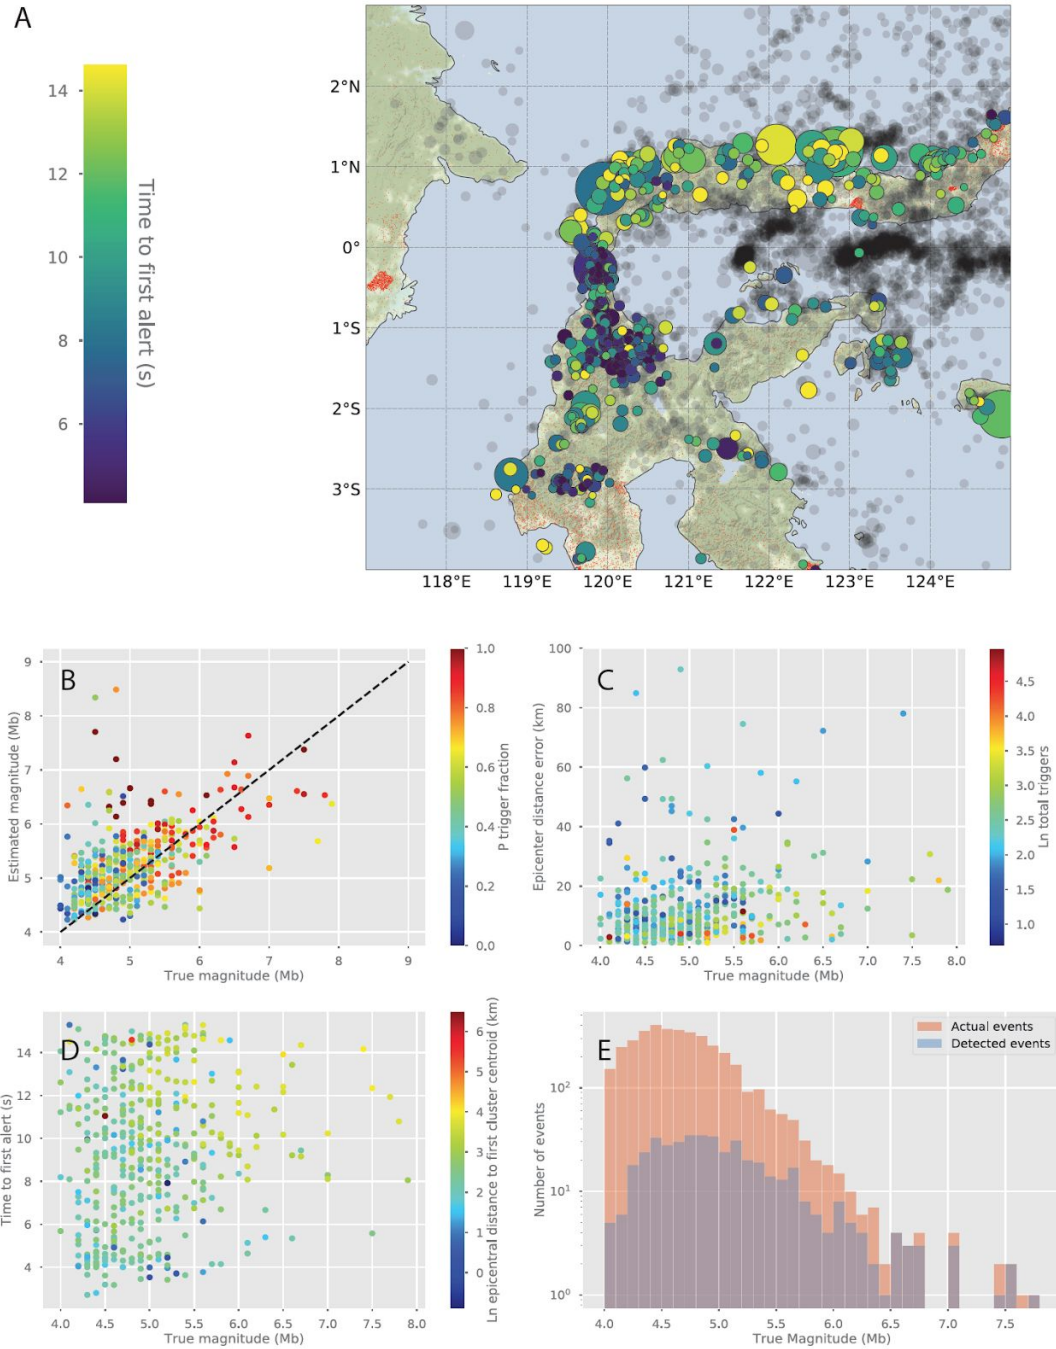 A
14
12
10
8
6
Time to first alert (s)
2°N
1°N
0°
1°S
2°S
3°S
118°E 119°E 120°E 121°E 122°E 123°E 124°E
B
9
8
7
6
5
4
Estimated magnitude (Mb)
4 5 6 7 8 9
True magnitude (Mb)
1.0
0.8
0.6
0.4
0.2
0.0
P trigger fraction
C
100
80
60
40
20
0
Epicenter distance error (km)
4.0 4.5 5.0 5.5 6.0 6.5 7.0 7.5 8.0
True magnitude (Mb)
4.5
4.0
3.5
3.0
2.5
2.0
1.5
1.0
Ln total triggers
D
14
12
10
8
6
4
Time to first alert (s)
4.0 4.5 5.0 5.5 6.0 6.5 7.0 7.5 8.0
True magnitude (Mb)
6
5
4
3
2
1
0
Ln epicentral distance to first cluster centroid (km)
E
Actual events
Detected events
10²
10¹
10⁰
Number of events
4.0 4.5 5.0 5.5 6.0 6.5 7.0 7.5
True Magnitude (Mb)